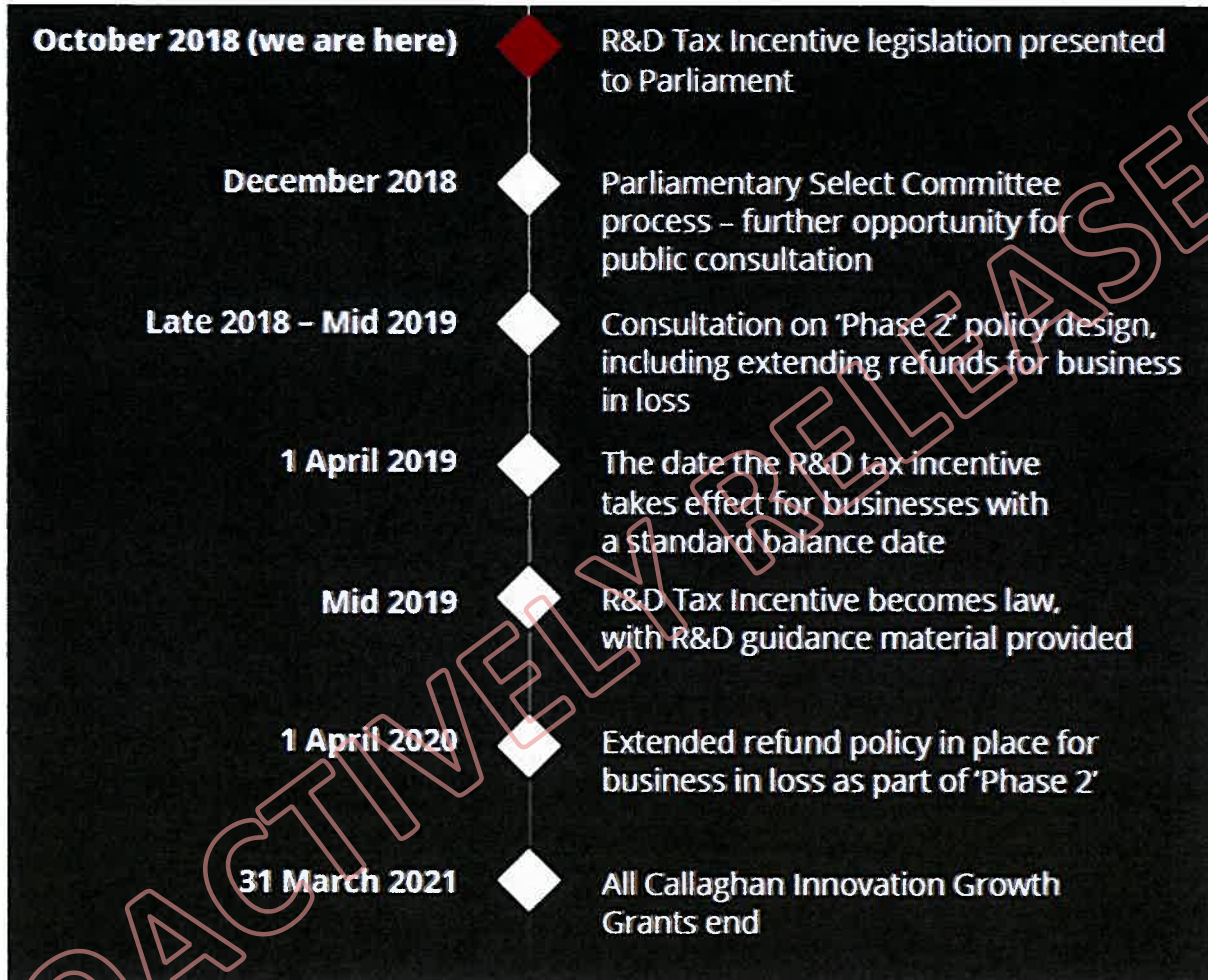 October 2018 (we are here)
R&D Tax Incentive legislation presented
to Parliament
December 2018
Parliamentary Select Committee
process – further opportunity for
public consultation
Late 2018 – Mid 2019
Consultation on ‘Phase 2’ policy design,
including extending refunds for business
in loss
1 April 2019
The date the R&D tax incentive
takes effect for businesses with
a standard balance date
Mid 2019
R&D Tax Incentive becomes law,
with R&D guidance material provided
1 April 2020
Extended refund policy in place for
business in loss as part of ‘Phase 2’
31 March 2021
All Callaghan Innovation Growth
Grants end
OACTIVELY RELEASE